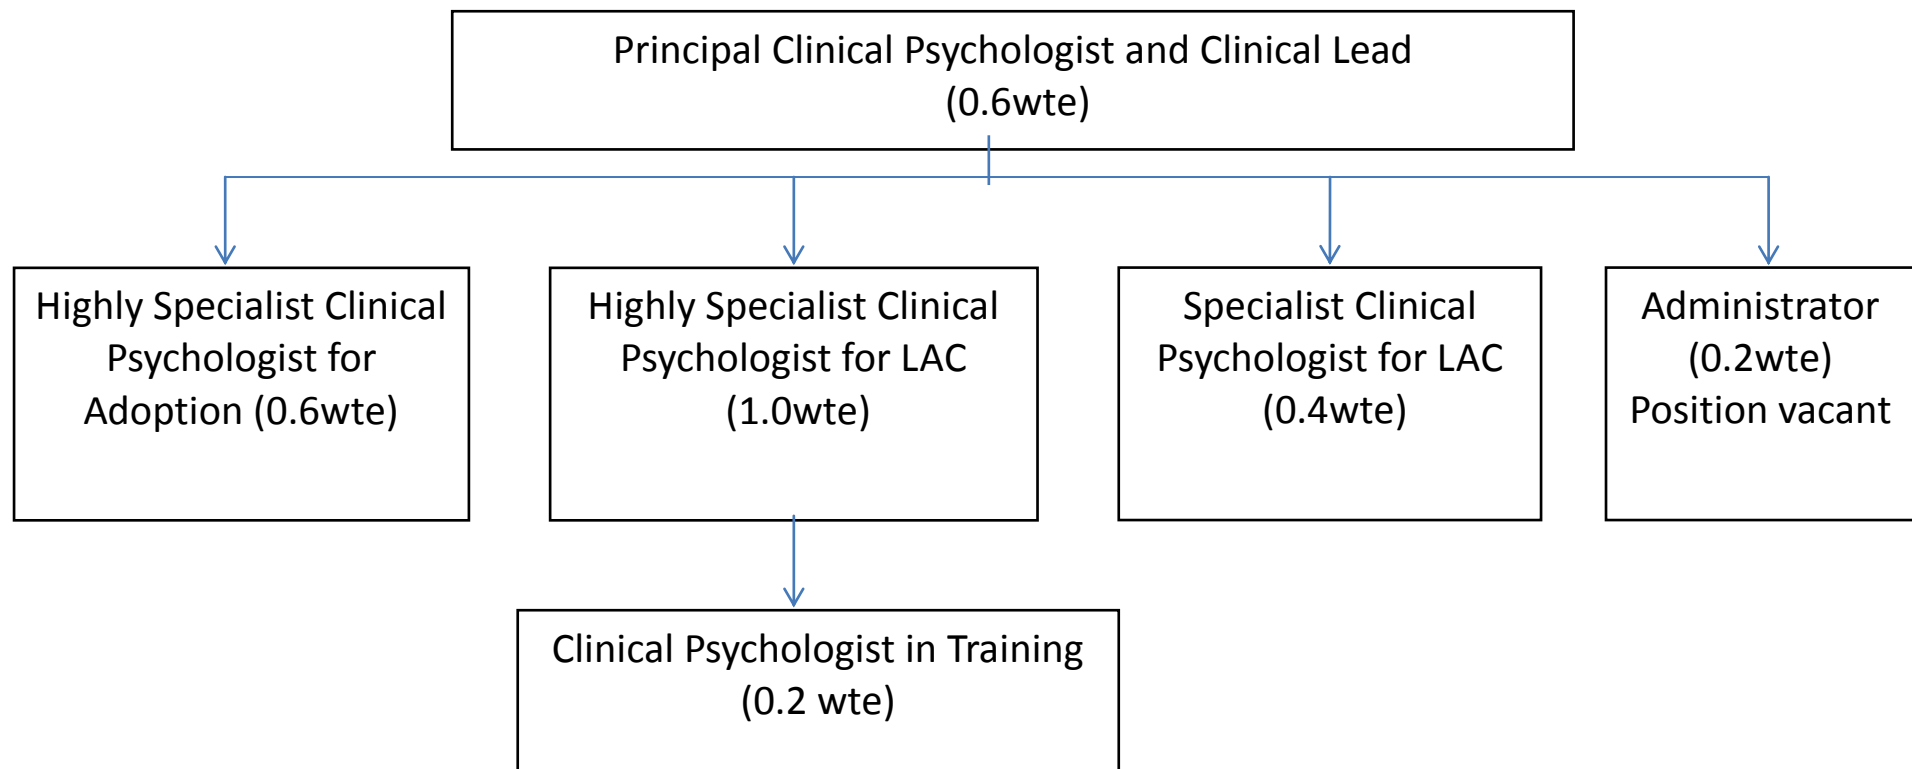 Principal Clinical Psychologist and Clinical Lead
(0.6wte)
Highly Specialist Clinical
Psychologist for
Adoption (0.6wte)
Highly Specialist Clinical
Psychologist for LAC
(1.0wte)
Specialist Clinical
Psychologist for LAC
(0.4wte)
Administrator
(0.2wte)
Position vacant
Clinical Psychologist in Training
(0.2 wte)